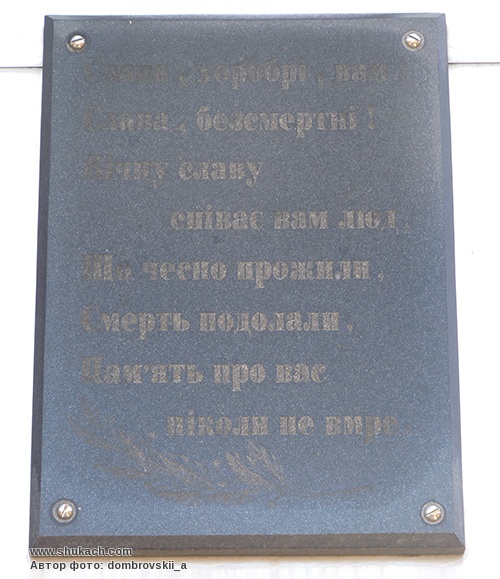 Слава, хоробрі, вам!
Слава, безсмертні!
Вічну славу
співає вам люд.
Що чесно прожили,
Смерть подолали,
Пам'ять про вас
ніколи не вмре.
www.shukach.com
Автор фото: dombrovskii_a